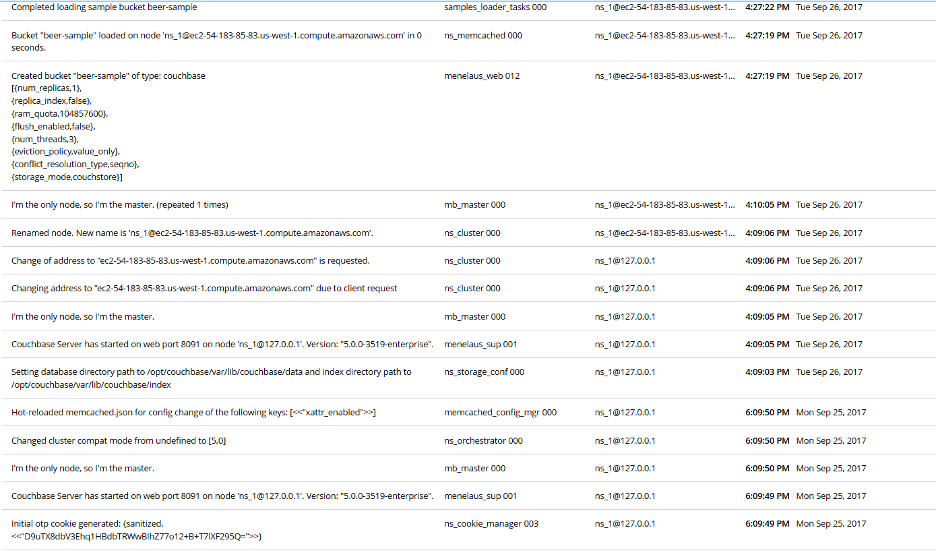 Completed loading sample bucket beer-sample samples_loader_tasks 000 ns_1@ec2-54-183-85-83.us-west-1... 4:27:22 PM Tue Sep 26, 2017
Bucket "beer-sample" loaded on node 'ns_1@ec2-54-183-85-83.us-west-1.compute.amazonaws.com' in 0 ns_memcached 000 ns_1@ec2-54-183-85-83.us-west-1... 4:27:19 PM Tue Sep 26, 2017
seconds.
Created bucket "beer-sample" of type: couchbase menelaus_web 012 ns_1@ec2-54-183-85-83.us-west-1... 4:27:19 PM Tue Sep 26, 2017
[{num_replicas,1},
{replica_index,false},
{ram_quota,104857600},
{flush_enabled,false},
{num_threads,3},
{eviction_policy,value_only},
{conflict_resolution_type,seqno},
{storage_mode,couchstore}]
I'm the only node, so I'm the master. (repeated 1 times) mb_master 000 ns_1@ec2-54-183-85-83.us-west-1... 4:10:05 PM Tue Sep 26, 2017
Renamed node. New name is 'ns_1@ec2-54-183-85-83.us-west-1.compute.amazonaws.com'. ns_cluster 000 ns_1@ec2-54-183-85-83.us-west-1... 4:09:06 PM Tue Sep 26, 2017
Change of address to "ec2-54-183-85-83.us-west-1.compute.amazonaws.com" is requested. ns_cluster 000 ns_1@127.0.0.1 4:09:06 PM Tue Sep 26, 2017
Changing address to "ec2-54-183-85-83.us-west-1.compute.amazonaws.com" due to client request ns_cluster 000 ns_1@127.0.0.1 4:09:06 PM Tue Sep 26, 2017
I'm the only node, so I'm the master. mb_master 000 ns_1@127.0.0.1 4:09:05 PM Tue Sep 26, 2017
Couchbase Server has started on web port 8091 on node 'ns_1@127.0.0.1'. Version: "5.0.0-3519-enterprise". menelaus_sup 001 ns_1@127.0.0.1 4:09:05 PM Tue Sep 26, 2017
Setting database directory path to /opt/couchbase/var/lib/couchbase/data and index directory path to ns_storage_conf 000 ns_1@127.0.0.1 4:09:03 PM Tue Sep 26, 2017
/opt/couchbase/var/lib/couchbase/index
Hot-reloaded memcached.json for config change of the following keys: [<<"xattr_enabled">>] memcached_config_mgr 000 ns_1@127.0.0.1 6:09:50 PM Mon Sep 25, 2017
Changed cluster compat mode from undefined to [5,0] ns_orchestrator 000 ns_1@127.0.0.1 6:09:50 PM Mon Sep 25, 2017
I'm the only node, so I'm the master. mb_master 000 ns_1@127.0.0.1 6:09:50 PM Mon Sep 25, 2017
Couchbase Server has started on web port 8091 on node 'ns_1@127.0.0.1'. Version: "5.0.0-3519-enterprise". menelaus_sup 001 ns_1@127.0.0.1 6:09:49 PM Mon Sep 25, 2017
Initial otp cookie generated: {sanitized, ns_cookie_manager 003 ns_1@127.0.0.1 6:09:49 PM Mon Sep 25, 2017
<<"D9uTX8dbV3Ehq1HBdbTRWwBlhZ77o12+B+T7lXF295Q=">>}